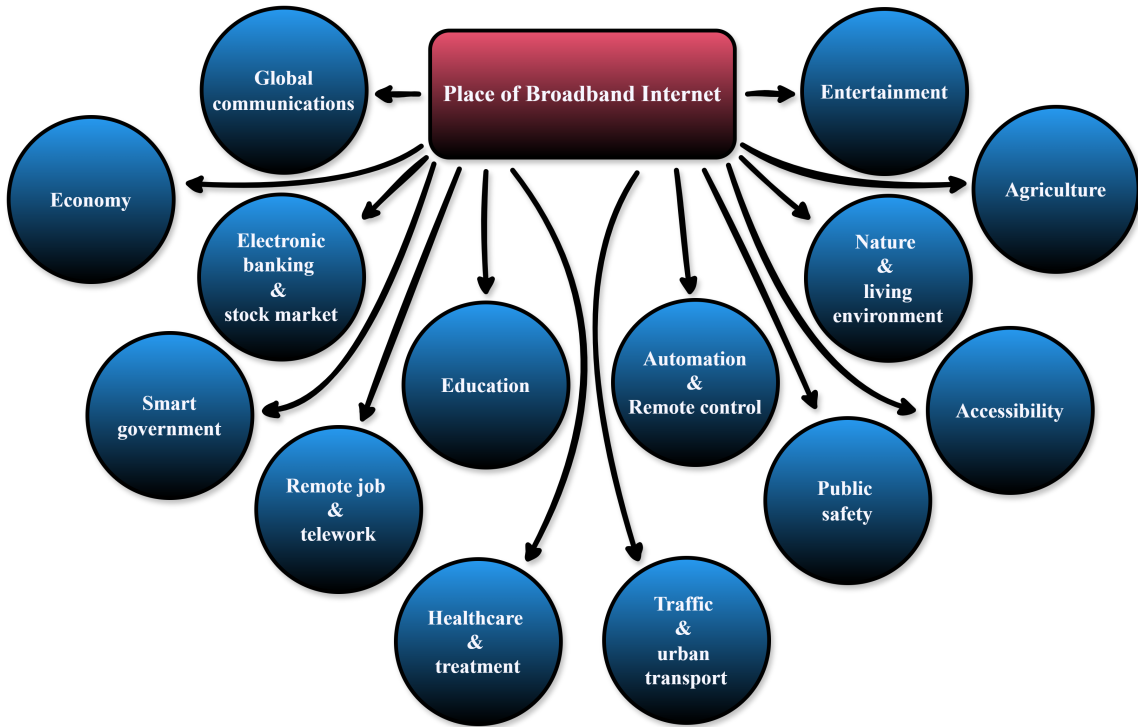 Place of Broadband Internet
Global
communications
Entertainment
Economy
Agriculture
Electronic
banking
&
stock market
Nature
&
living
environment
Smart
government
Education
Automation
&
Remote control
Accessibility
Remote job
&
telework
Public
safety
Healthcare
&
treatment
Traffic
&
urban
transport